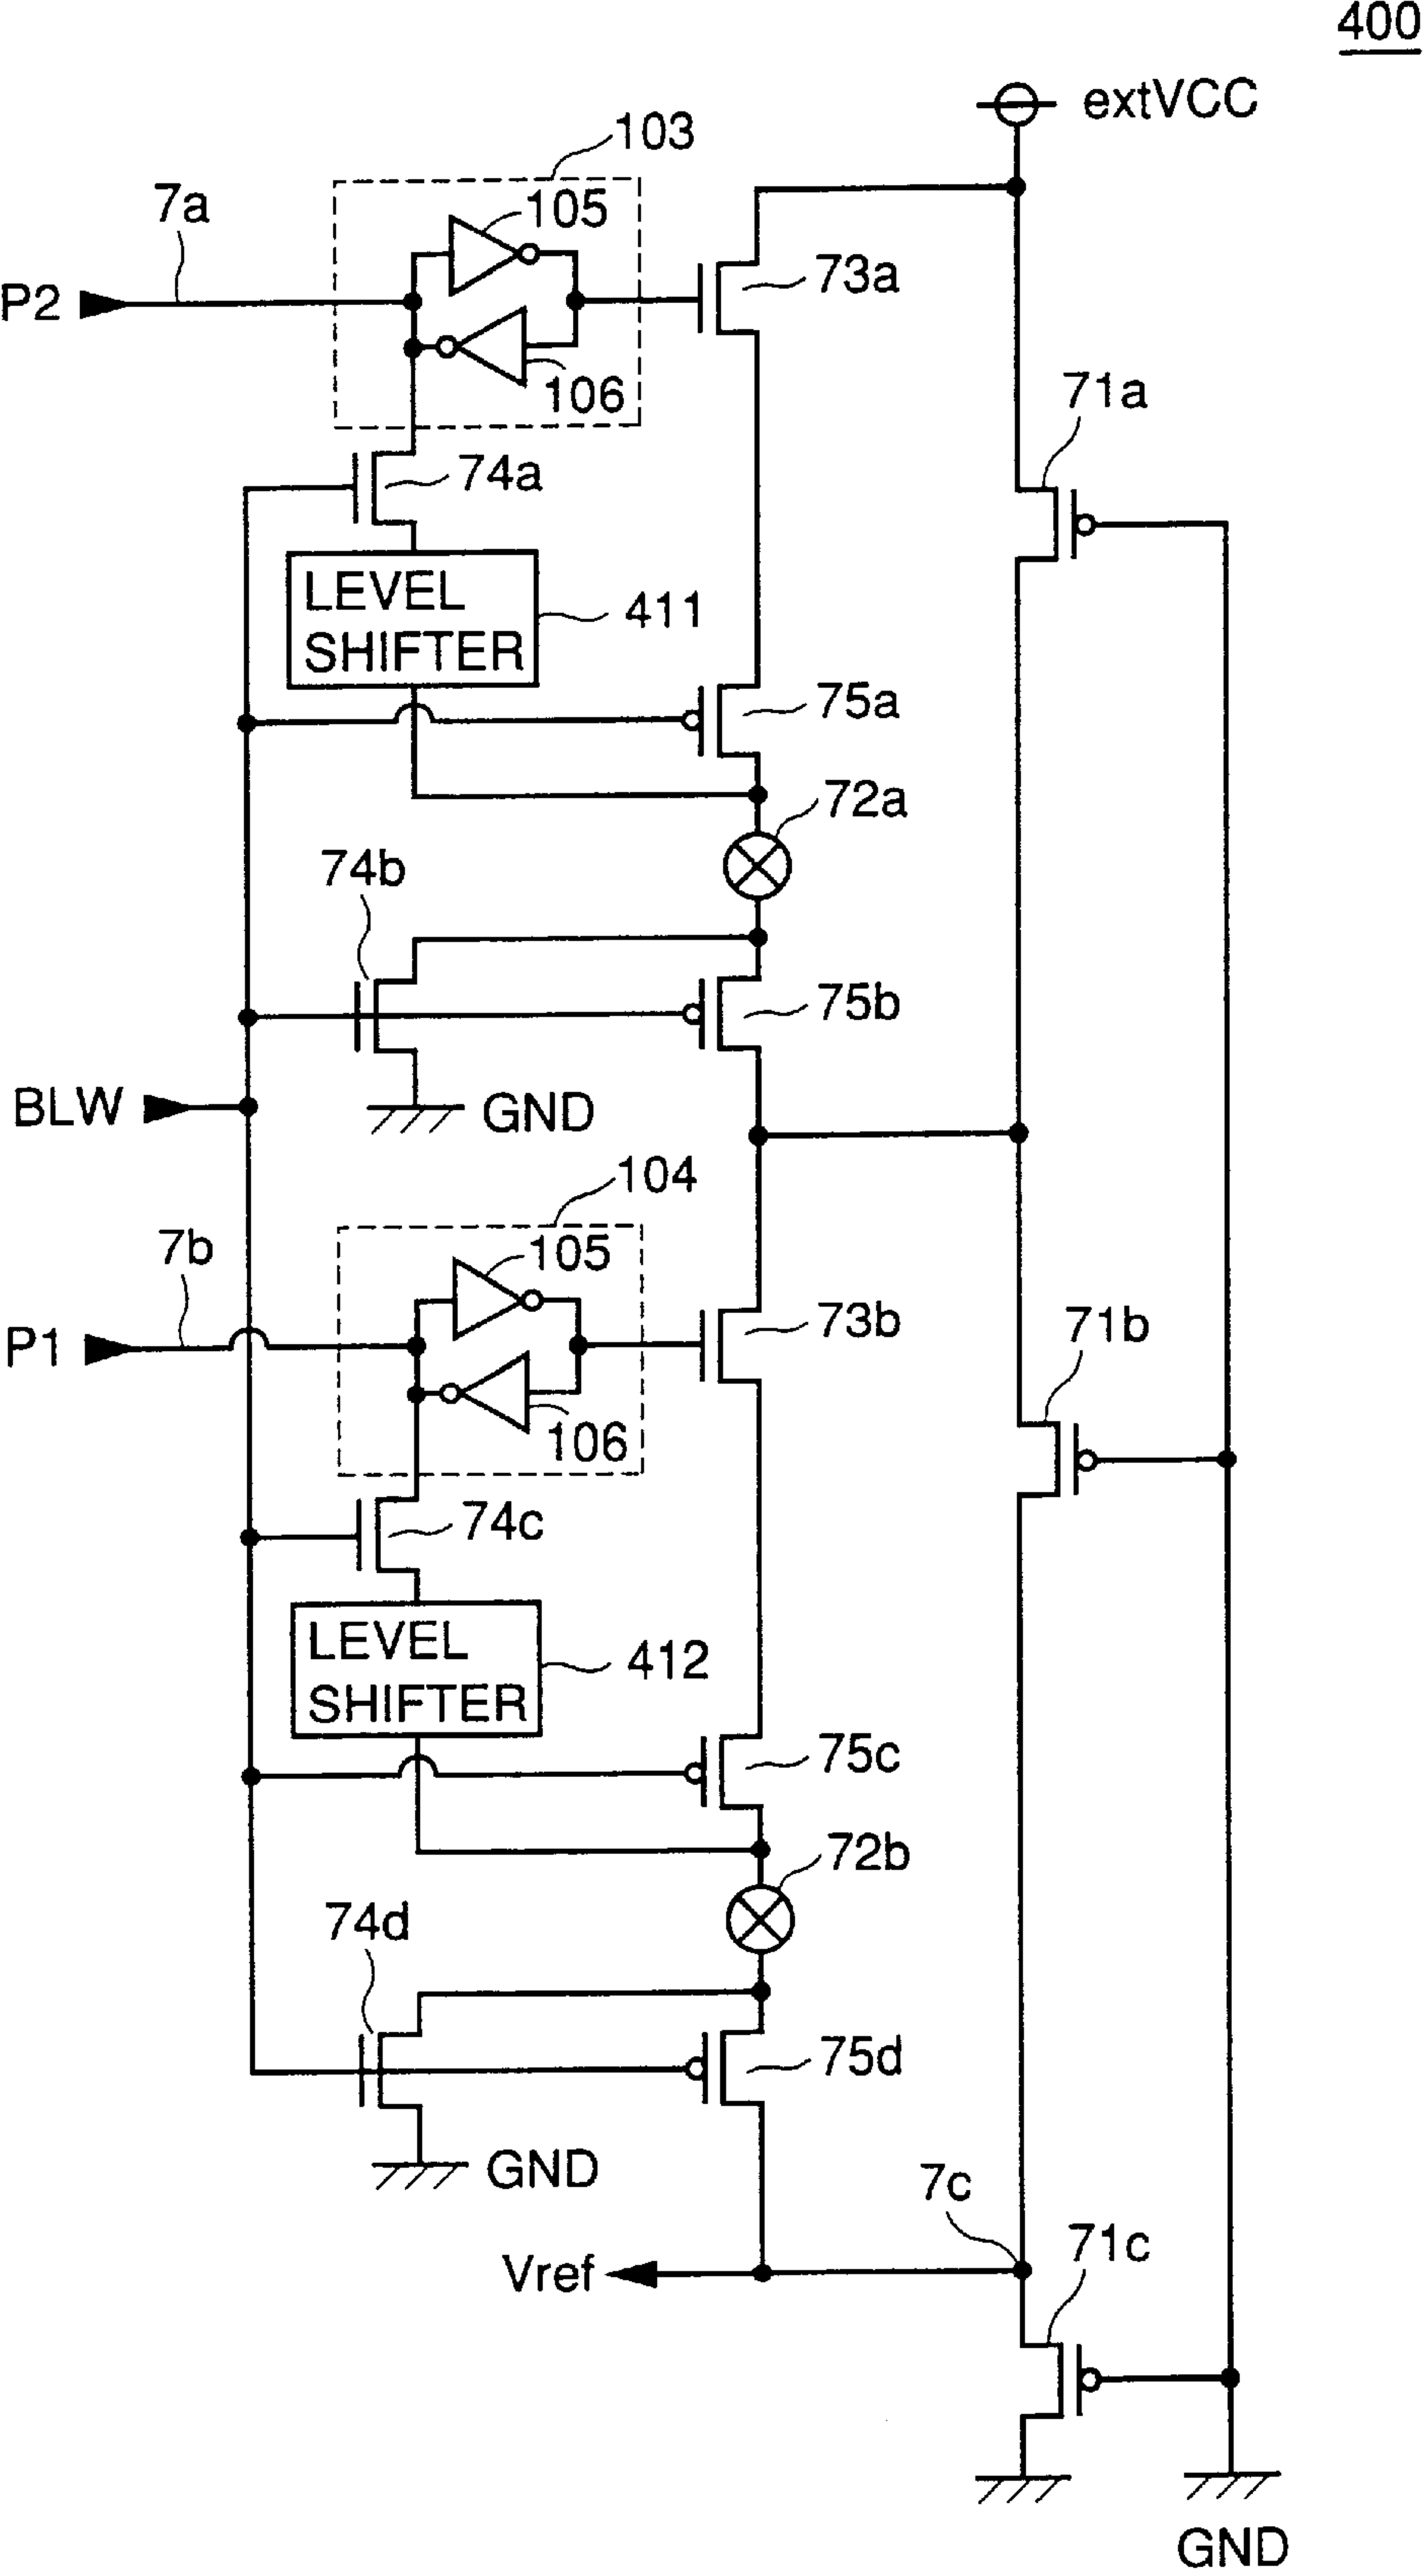 400
extVCC
103
7a
105
P2
73a
106
71a
74a
LEVEL
SHIFTER
411
75a
72a
74b
75b
BLW
GND
104
7b
105
73b
P1
71b
106
74c
LEVEL
SHIFTER
412
75c
72b
74d
75d
GND
7c
71c
Vref
GND